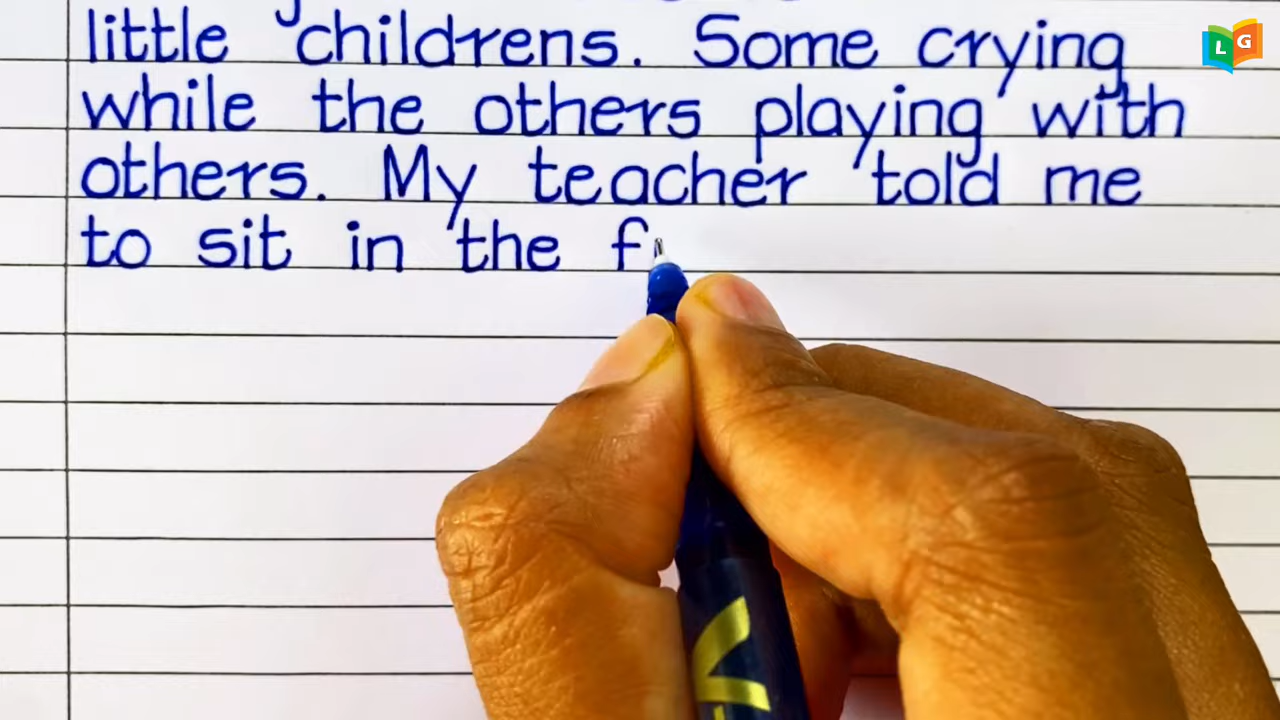 little childrens. Some crying
while the others playing with
others. My teacher told me
to sit in the f
L G